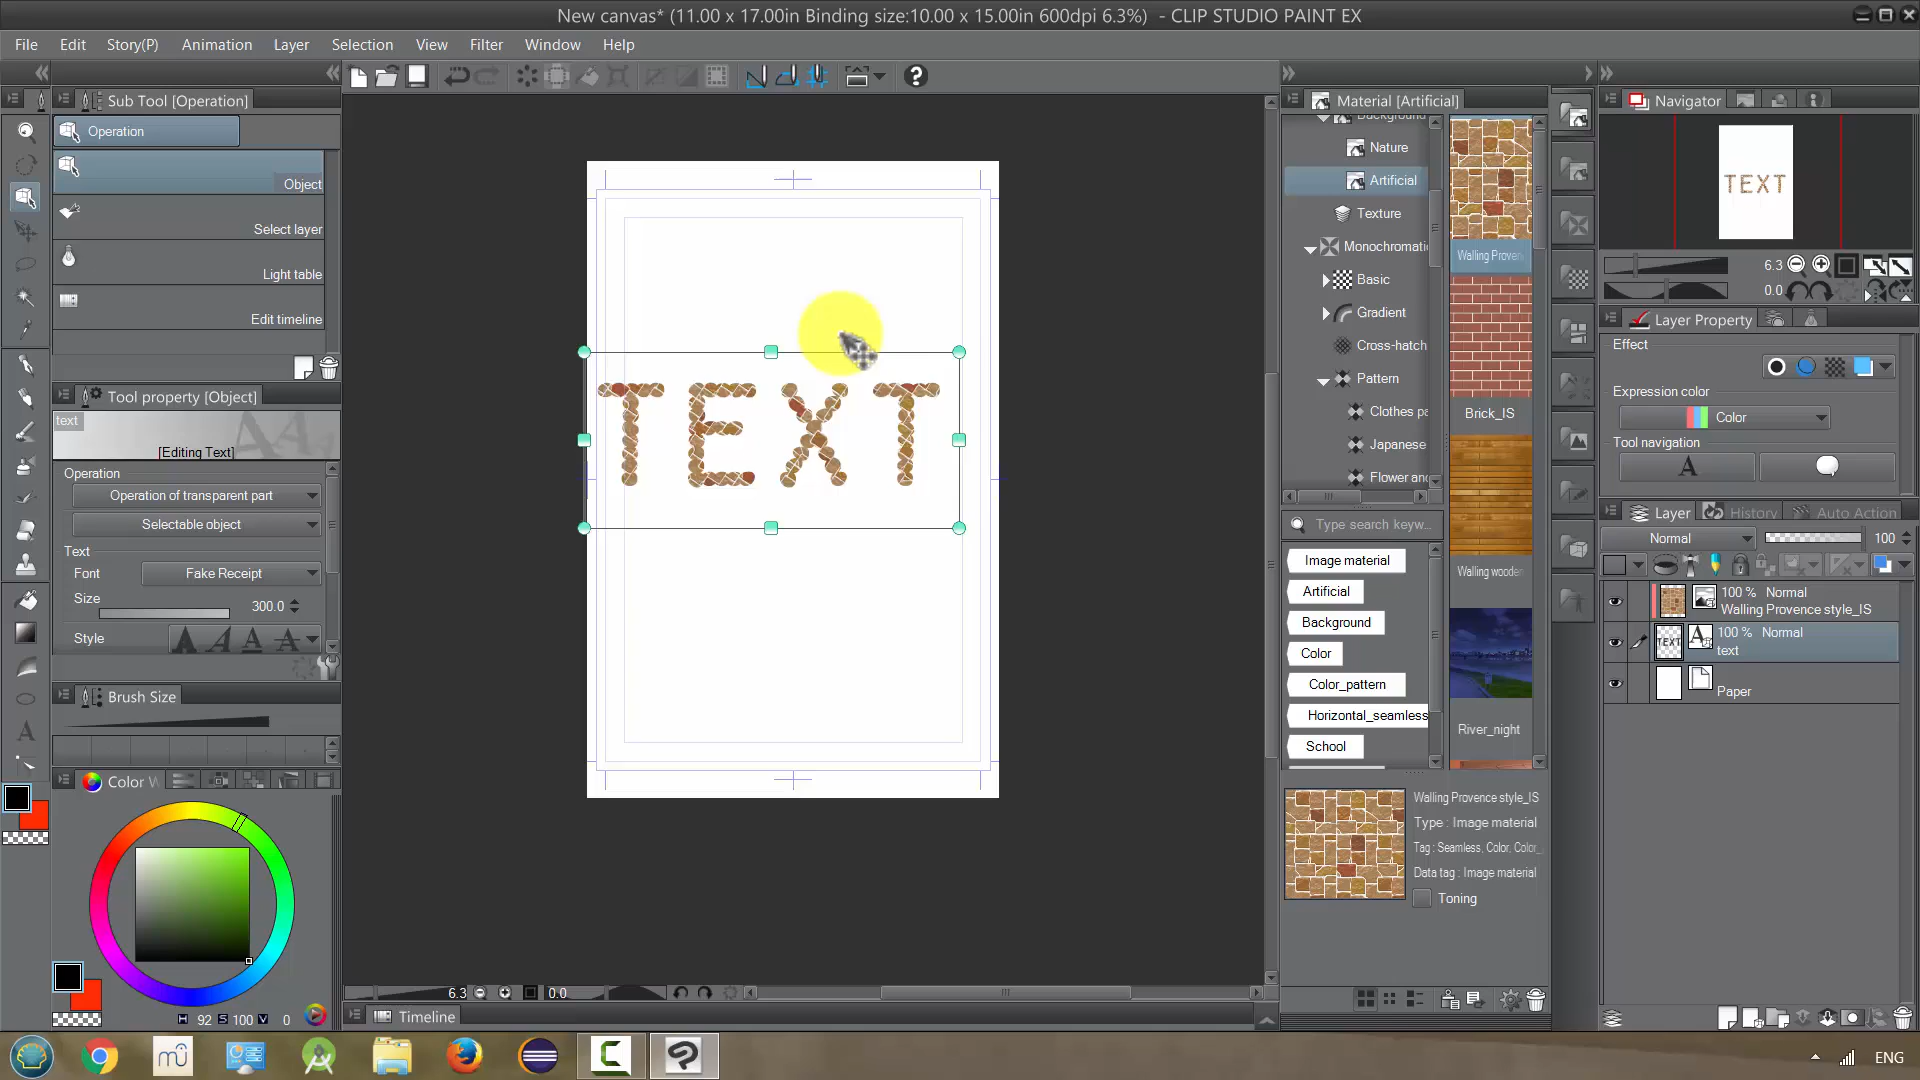 New canvas* (11.00 x 17.00in Binding size:10.00 x 15.00in 600dpi 6.3%)  - CLIP STUDIO PAINT EX
File Edit Story(P) Animation Layer Selection View Filter Window Help
Sub Tool [Operation]
Operation
Object
Select layer
Light table
Edit timeline
Tool property [Object]
text
[Editing Text]
Operation
Operation of transparent part
Selectable object
Text
Font Fake Receipt
Size 300.0
Style
Brush Size
Color W
H 92 S 100 V 0
TEXT
6.3 0.0
Timeline
Material [Artificial]
Background
Nature
Artificial
Texture
Monochromati
Basic
Gradient
Cross-hatch
Pattern
Clothes pa
Japanese
Flower and
Type search keyw...
Image material
Artificial
Background
Color
Color_pattern
Horizontal_seamless
School
Walling Proven
Brick_IS
Walling wooden
River_night
Walling Provence style_IS
Type : Image material
Tag : Seamless, Color, Color_
Data tag : Image material
Toning
Navigator
TEXT
6.3
0.0
Layer Property
Effect
Expression color
Color
Tool navigation
A
Layer History Auto Action
Normal 100
100 % Normal
Walling Provence style_IS
TEXT A 100 % Normal
text
Paper
ENG